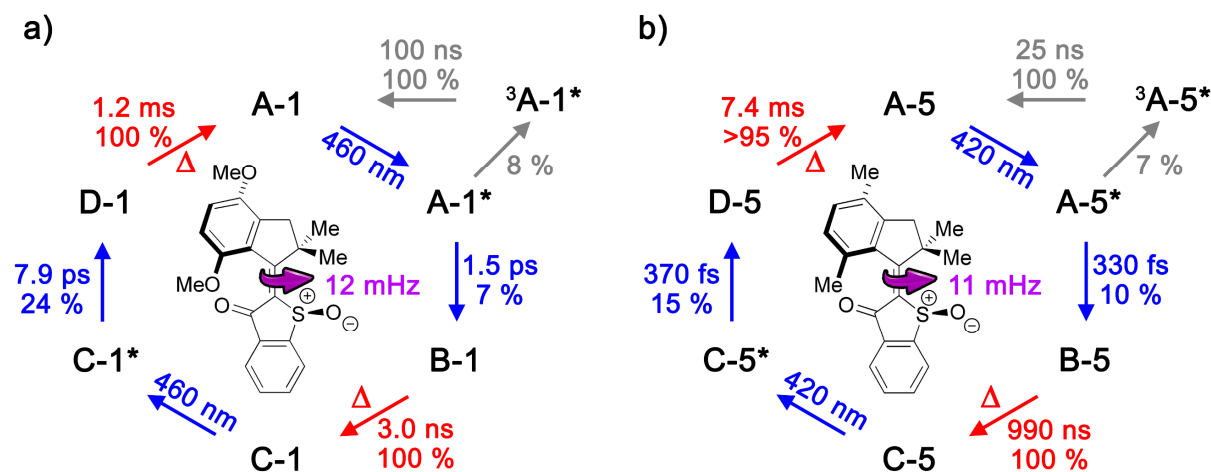 a)
A-1
100 ns
100 %
³A-1*
1.2 ms
100 %
Δ
460 nm
8 %
D-1
MeO
Me
Me
MeO
A-1*
7.9 ps
24 %
12 mHz
1.5 ps
7 %
O
S
+
O
−
C-1*
B-1
460 nm
Δ
3.0 ns
100 %
C-1
b)
A-5
25 ns
100 %
³A-5*
7.4 ms
>95 %
Δ
420 nm
7 %
D-5
Me
Me
Me
Me
A-5*
370 fs
15 %
11 mHz
330 fs
10 %
O
S
+
O
−
C-5*
B-5
420 nm
Δ
990 ns
100 %
C-5